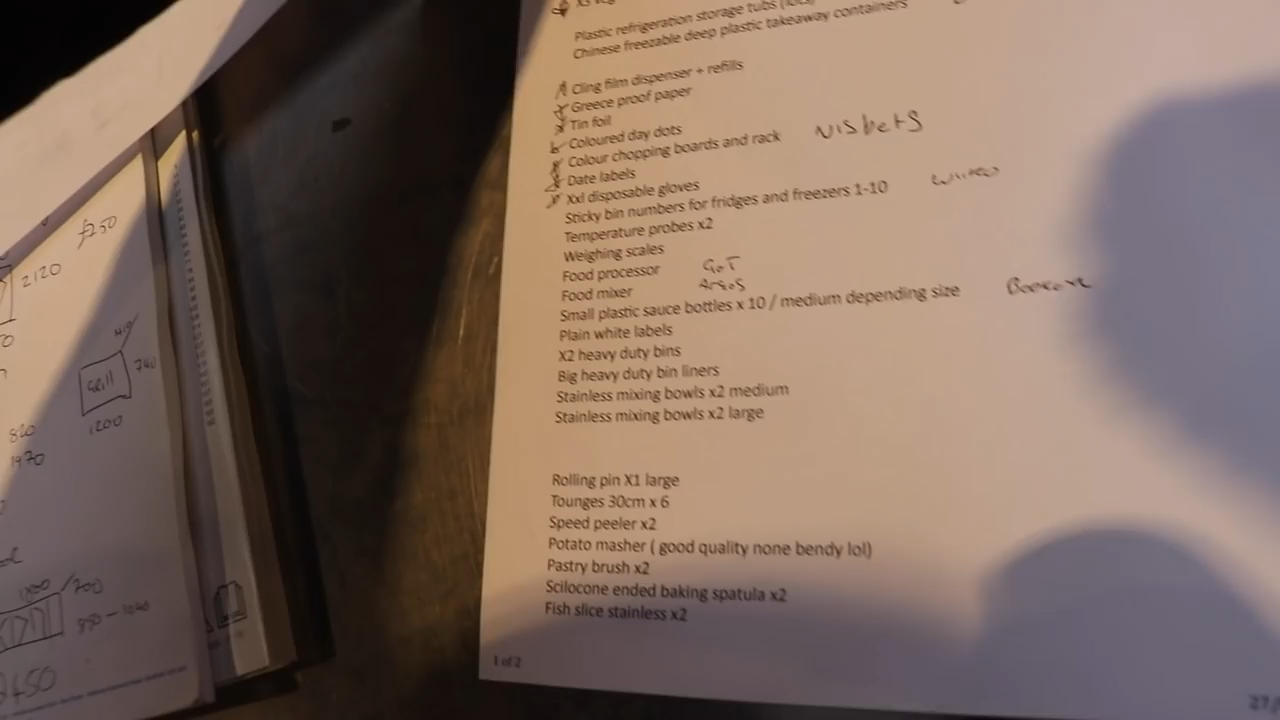 £250
2120
740
Grill
1200
820
1970
1800 / 700
850 - 1040
Plastic refrigeration storage tubs
Chinese freezable deep plastic takeaway containers
Cling film dispenser + refills
Greece proof paper
Tin foil
Coloured day dots
Colour chopping boards and rack Nisbets
Date labels
Xxl disposable gloves
Sticky bin numbers for fridges and freezers 1-10
Temperature probes x2
Weighing scales
Food processor GOT
Food mixer Argos
Small plastic sauce bottles x 10 / medium depending size
Plain white labels
X2 heavy duty bins
Big heavy duty bin liners
Stainless mixing bowls x2 medium
Stainless mixing bowls x2 large
Rolling pin X1 large
Tounges 30cm x 6
Speed peeler x2
Potato masher ( good quality none bendy lol)
Pastry brush x2
Scilocone ended baking spatula x2
Fish slice stainless x2
1 of 2